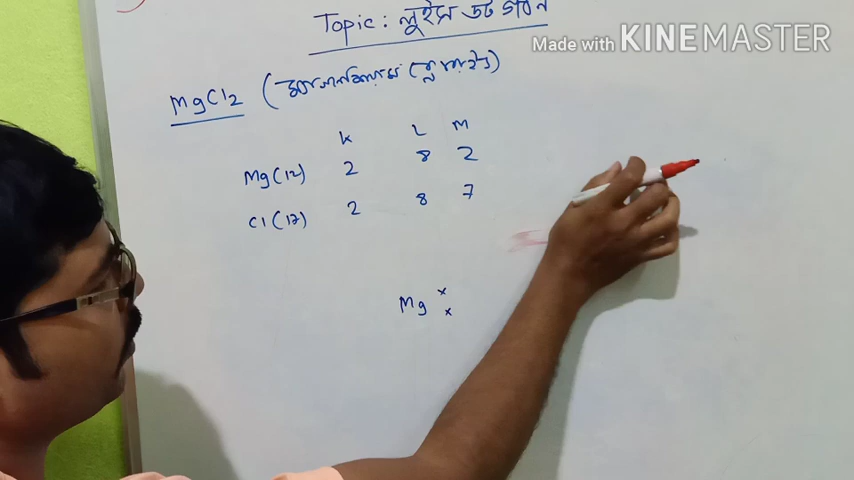 Topic: লুইস ডট গঠন
Made with KINEMASTER
MgCl2 (ম্যাগনেসিয়াম ক্লোরাইড)
K L M
Mg(12) 2 8 2
Cl(17) 2 8 7
Mg x x